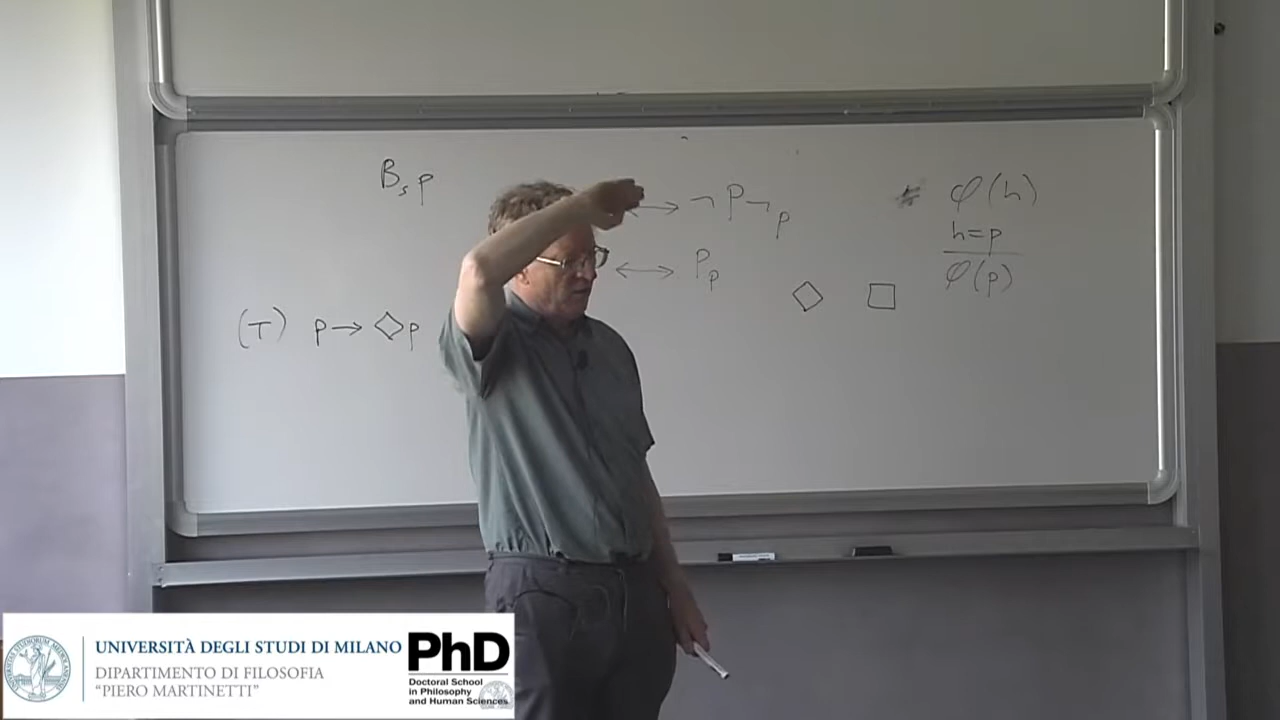 B_s p
↔ ¬P¬p
↔ Pp
(T) p → ◇p
◇ □
φ(h)
h=p
φ(p)
UNIVERSITÀ DEGLI STUDI DI MILANO
DIPARTIMENTO DI FILOSOFIA
“PIERO MARTINETTI”
PhD
Doctoral School
in Philosophy
and Human Sciences